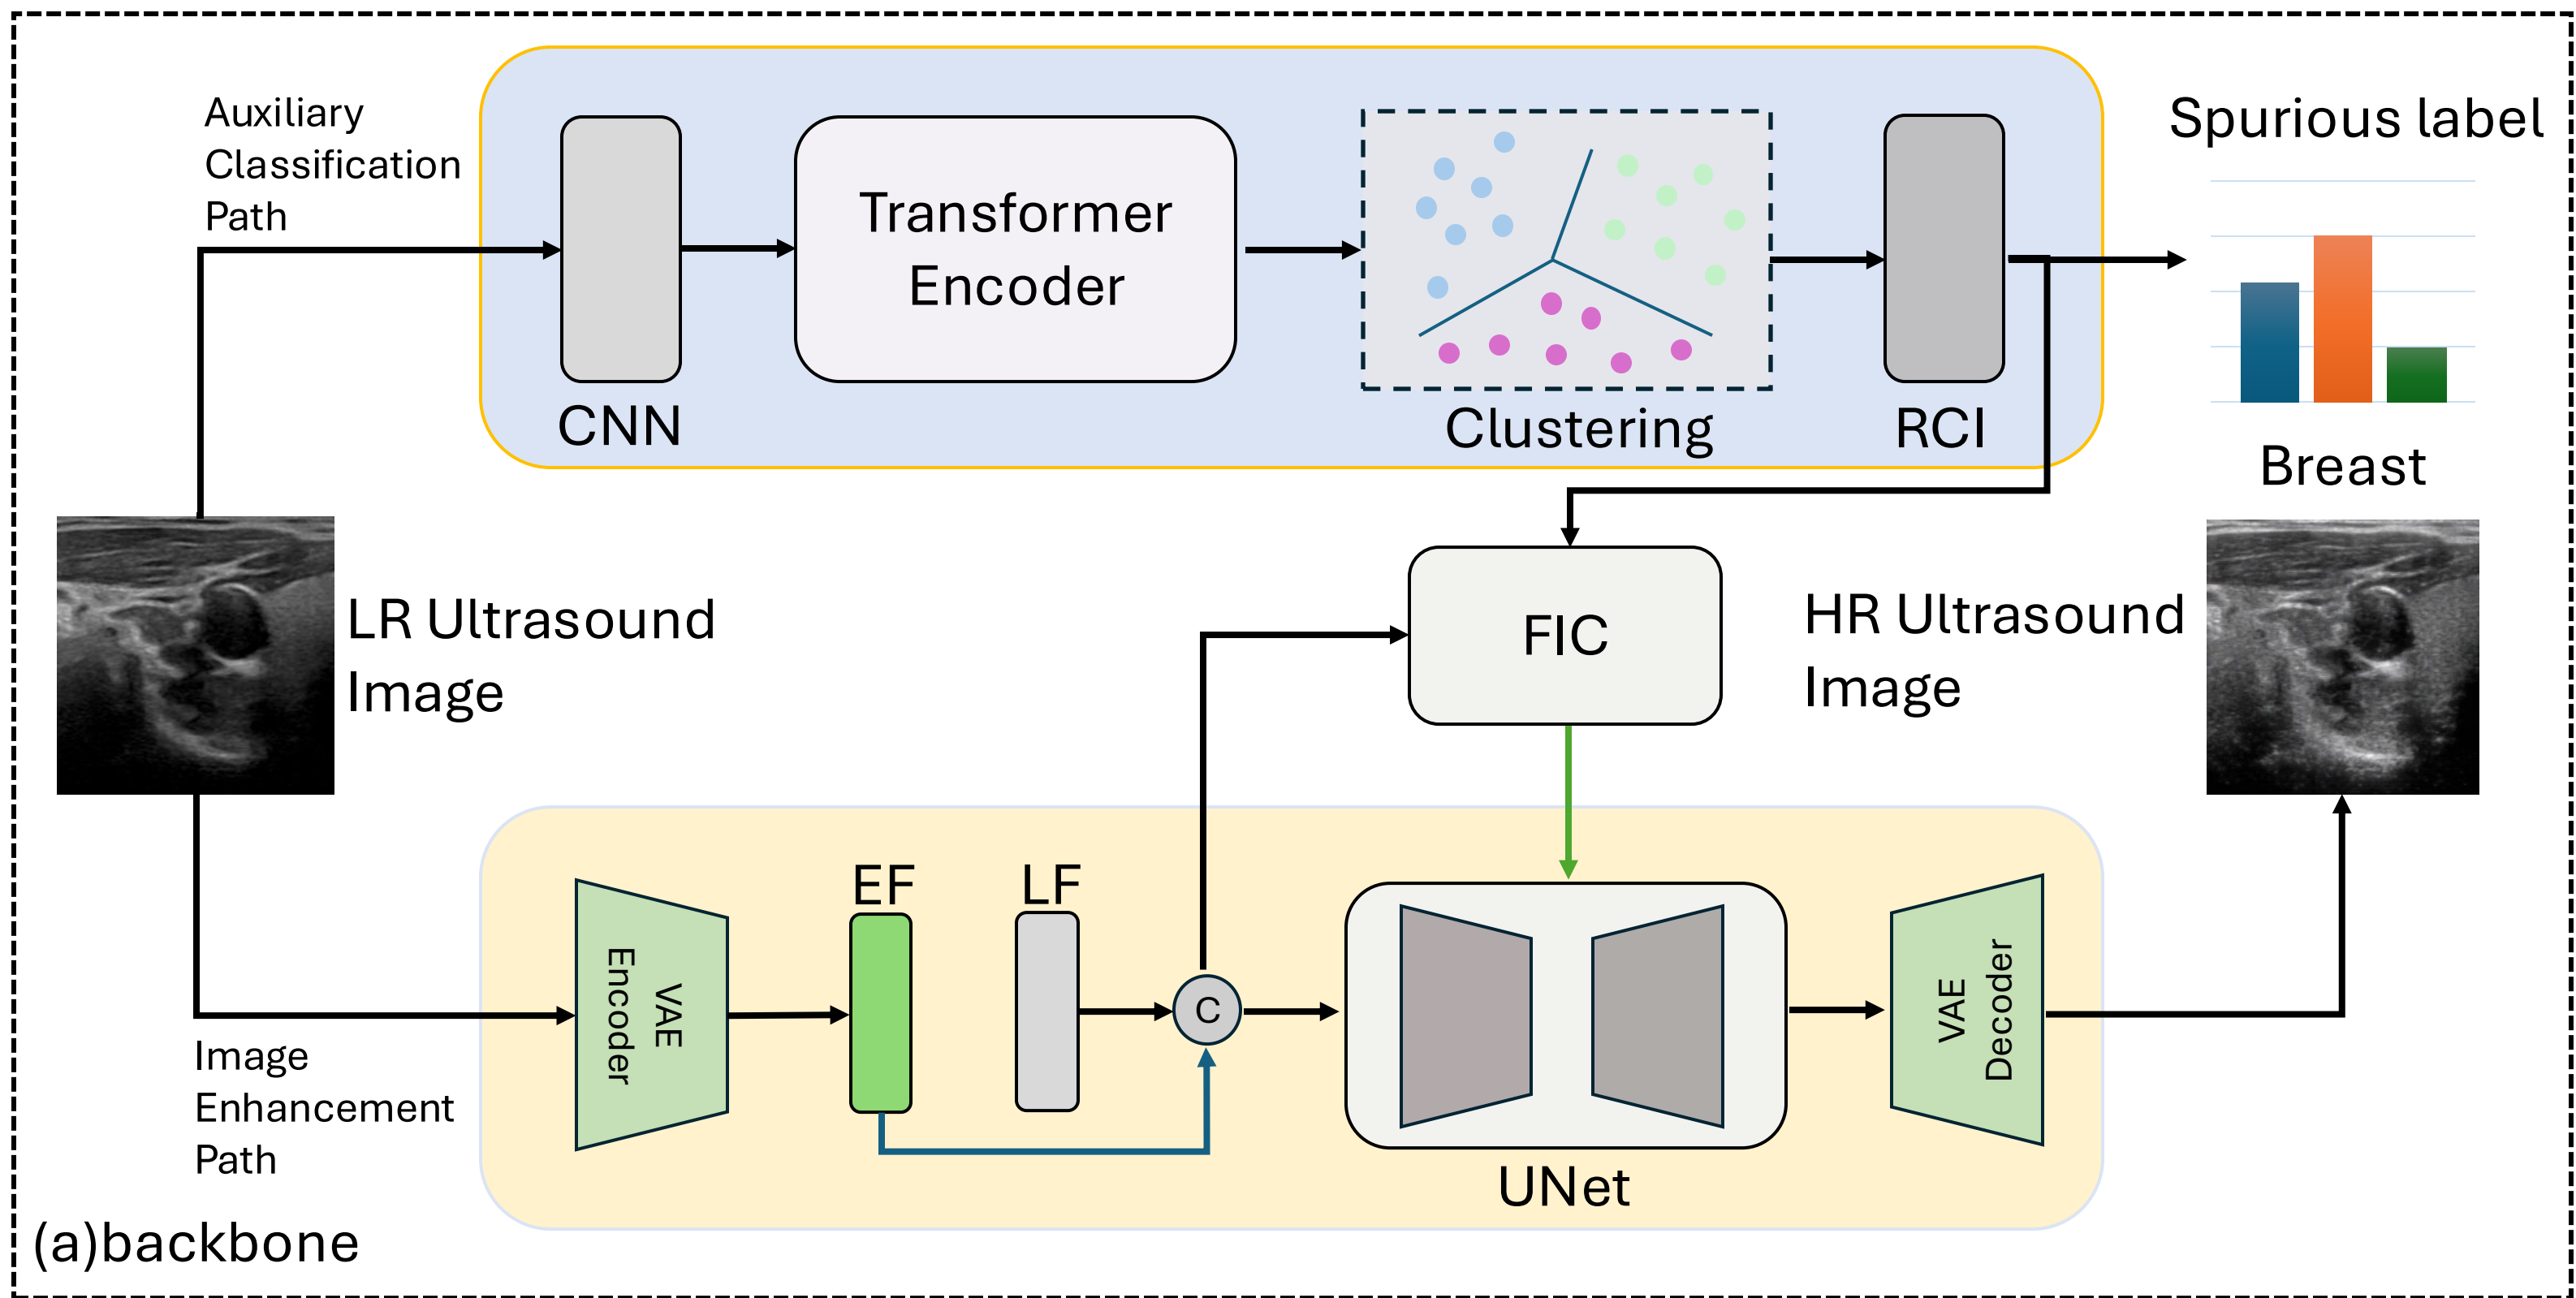 Auxiliary
Classification
Path
CNN
Transformer
Encoder
Clustering
RCI
Spurious label
Breast
LR Ultrasound
Image
FIC
HR Ultrasound
Image
Image
Enhancement
Path
VAE
Encoder
EF
LF
C
UNet
VAE
Decoder
(a)backbone